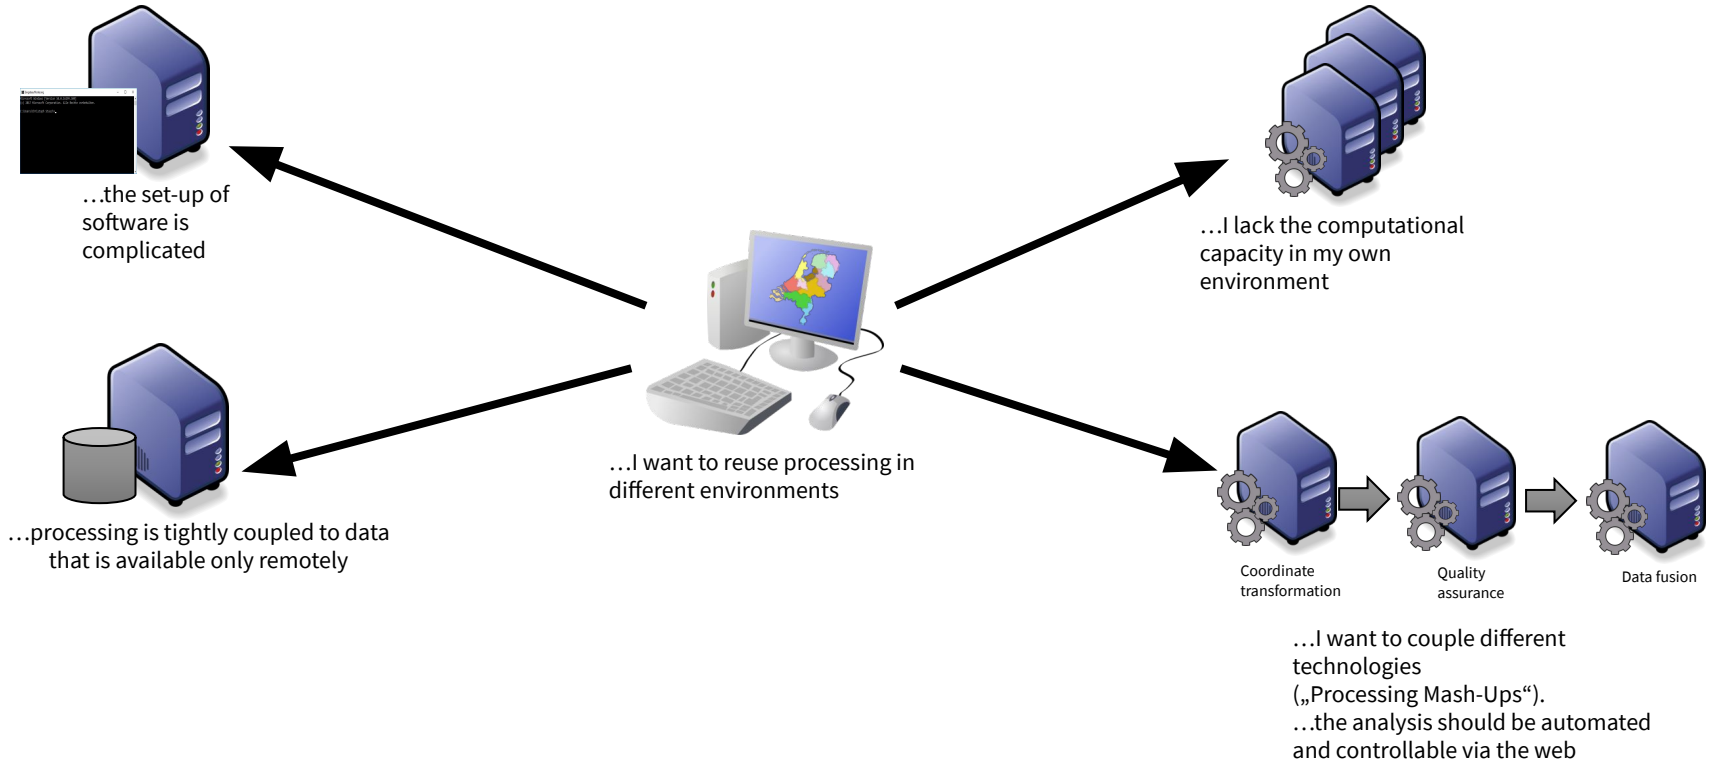 …the set-up of
software is
complicated
…I lack the computational
capacity in my own
environment
…I want to reuse processing in
different environments
…processing is tightly coupled to data
that is available only remotely
Coordinate
transformation
Quality
assurance
Data fusion
…I want to couple different
technologies
(„Processing Mash-Ups“).
…the analysis should be automated
and controllable via the web